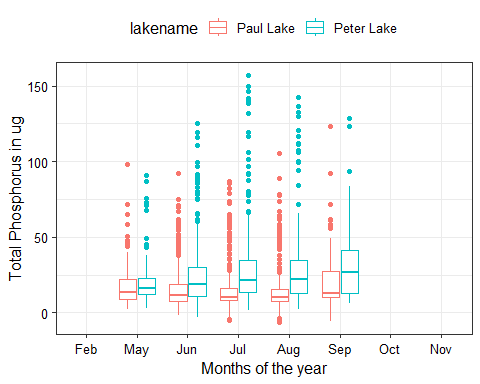 lakename Paul Lake Peter Lake
150
100
50
0
Total Phosphorus in ug
Feb May Jun Jul Aug Sep Oct Nov
Months of the year